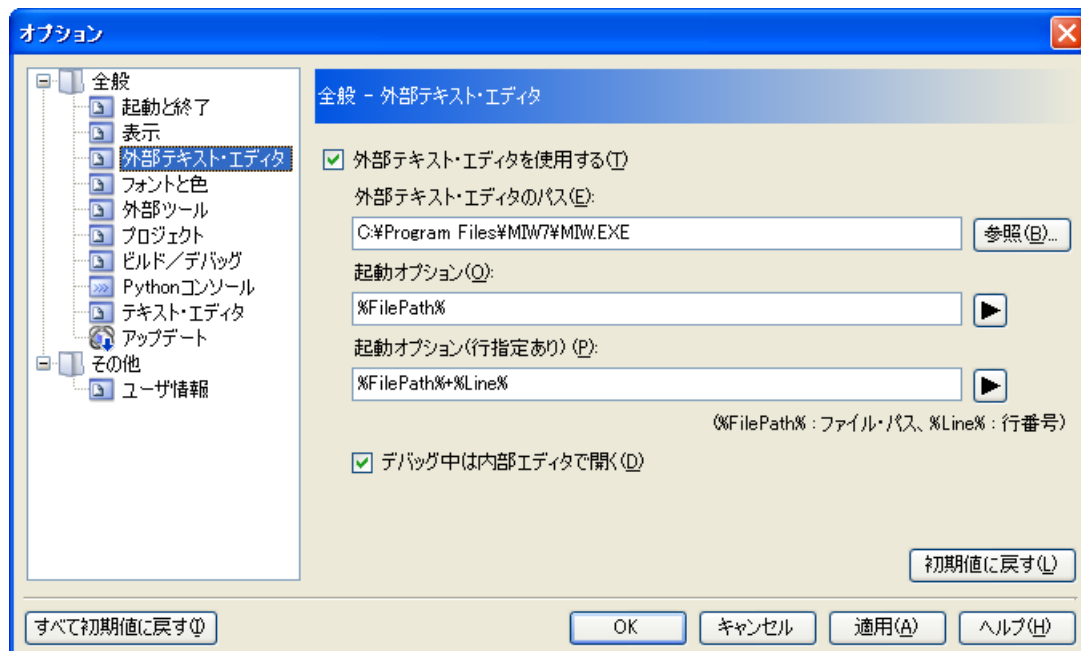 オプション
全般
起動と終了
表示
外部テキスト・エディタ
フォントと色
外部ツール
プロジェクト
ビルド／デバッグ
Pythonコンソール
テキスト・エディタ
アップデート
その他
ユーザ情報
全般 - 外部テキスト・エディタ
外部テキスト・エディタを使用する(T)
外部テキスト・エディタのパス(E):
C:¥Program Files¥MIW7¥MIW.EXE
参照(B)...
起動オプション(O):
%FilePath%
起動オプション(行指定あり) (P):
%FilePath%+%Line%
(%FilePath% : ファイル・パス、%Line% : 行番号)
デバッグ中は内部エディタで開く(D)
初期値に戻す(L)
すべて初期値に戻す(I)
OK
キャンセル
適用(A)
ヘルプ(H)